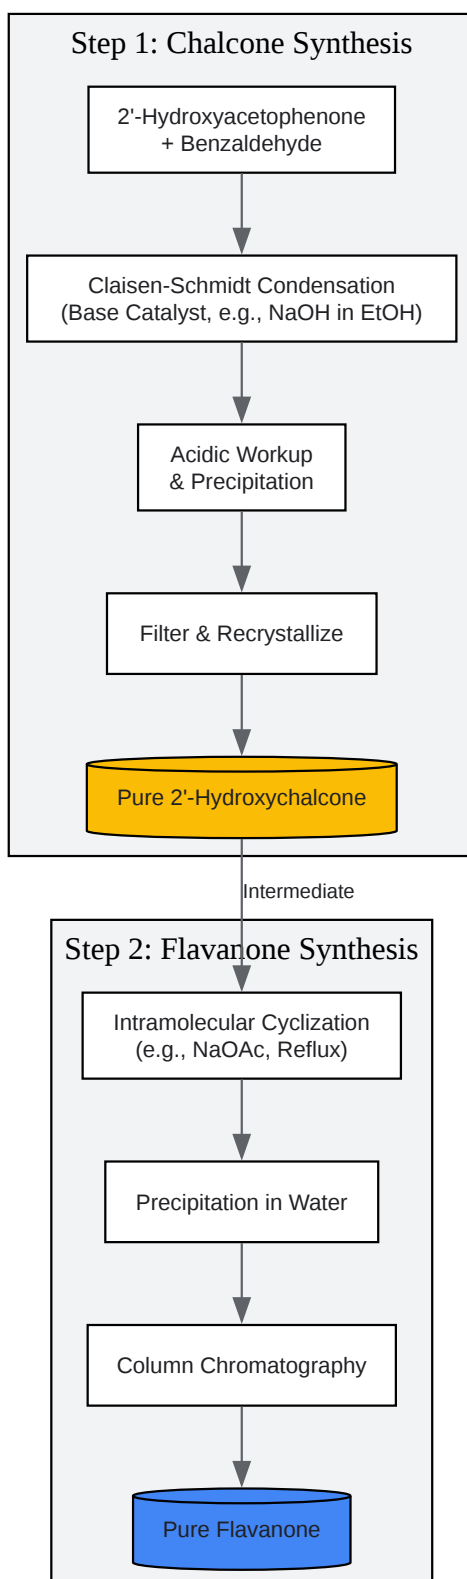 Step 1: Chalcone Synthesis
2'-Hydroxyacetophenone
+ Benzaldehyde
Claisen-Schmidt Condensation
(Base Catalyst, e.g., NaOH in EtOH)
Acidic Workup
& Precipitation
Filter & Recrystallize
Pure 2'-Hydroxychalcone
Intermediate
Step 2: Flavanone Synthesis
Intramolecular Cyclization
(e.g., NaOAc, Reflux)
Precipitation in Water
Column Chromatography
Pure Flavanone